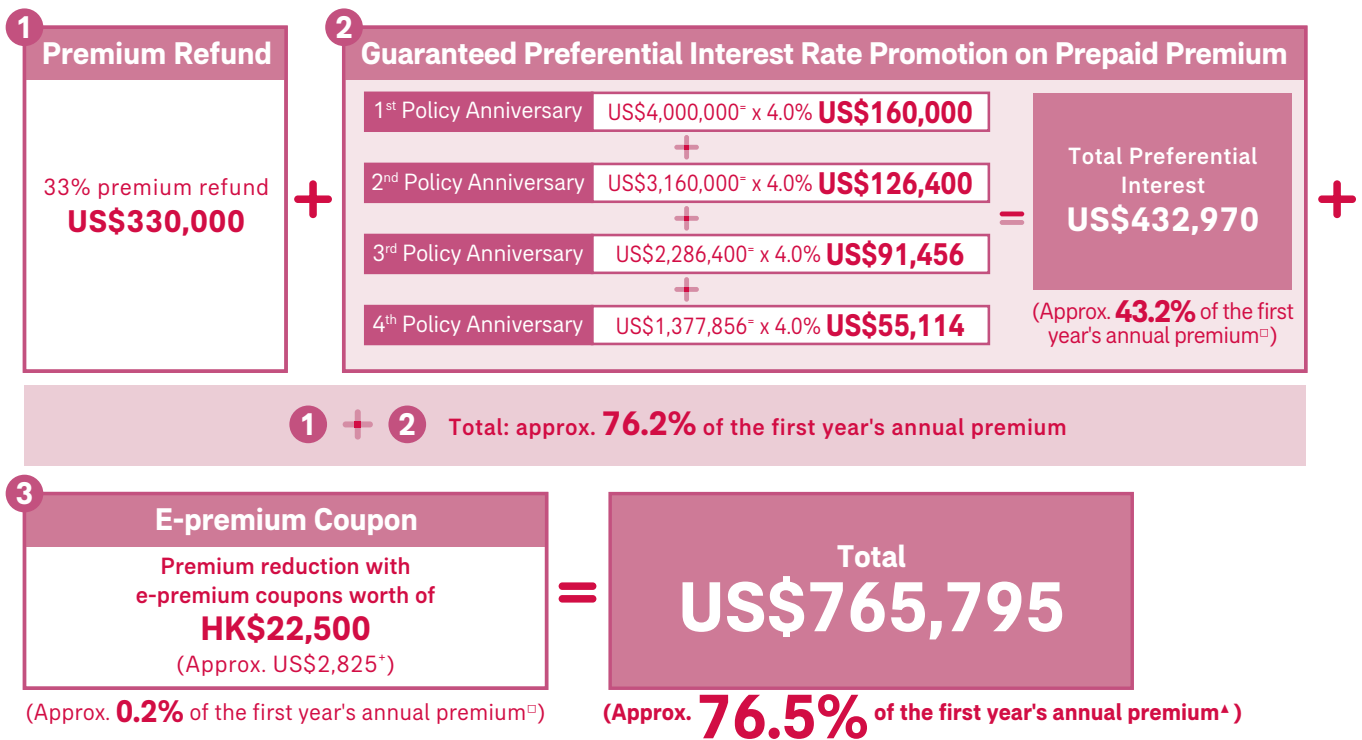 1
Premium Refund
33% premium refund
US$330,000
+
2
Guaranteed Preferential Interest Rate Promotion on Prepaid Premium
1st Policy Anniversary US$4,000,000⁼ x 4.0% US$160,000
+
2nd Policy Anniversary US$3,160,000⁼ x 4.0% US$126,400
+
3rd Policy Anniversary US$2,286,400⁼ x 4.0% US$91,456
+
4th Policy Anniversary US$1,377,856⁼ x 4.0% US$55,114
=
Total Preferential
Interest
US$432,970
(Approx. 43.2% of the first
year's annual premium□)
+
1 + 2 Total: approx. 76.2% of the first year's annual premium
3
E-premium Coupon
Premium reduction with
e-premium coupons worth of
HK$22,500
(Approx. US$2,825⁺)
(Approx. 0.2% of the first year's annual premium□)
=
Total
US$765,795
(Approx. 76.5% of the first year's annual premium▲)